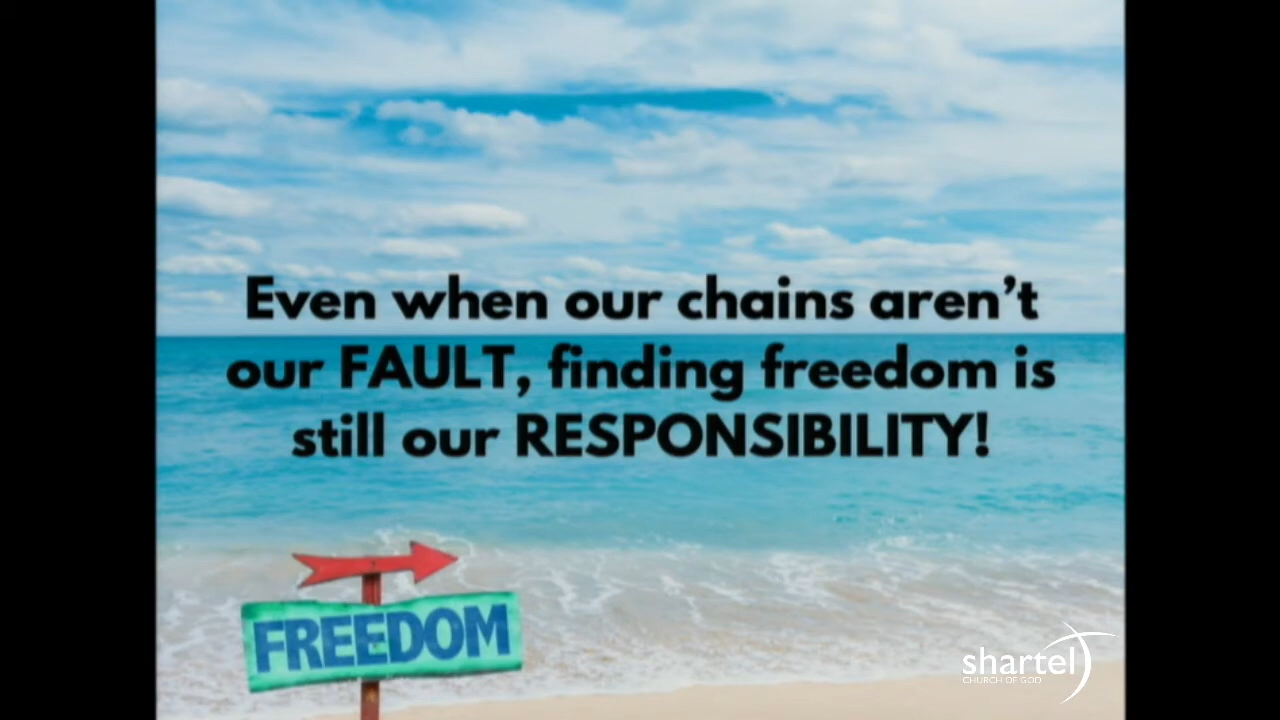 Even when our chains aren't
our FAULT, finding freedom is
still our RESPONSIBILITY!
FREEDOM
shartel
CHURCH OF GOD